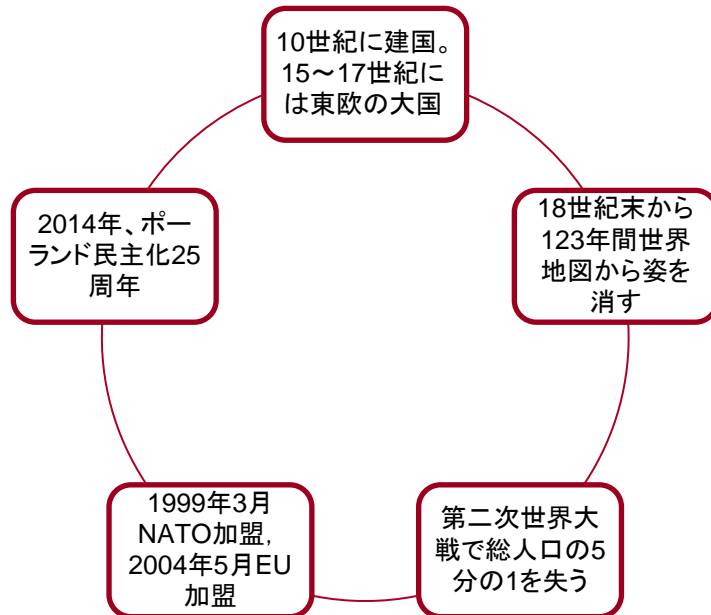 10世紀に建国。
15～17世紀に
は東欧の大国
18世紀末から
123年間世界
地図から姿を
消す
第二次世界大
戦で総人口の5
分の1を失う
1999年3月
NATO加盟，
2004年5月EU
加盟
2014年、ポー
ランド民主化25
周年